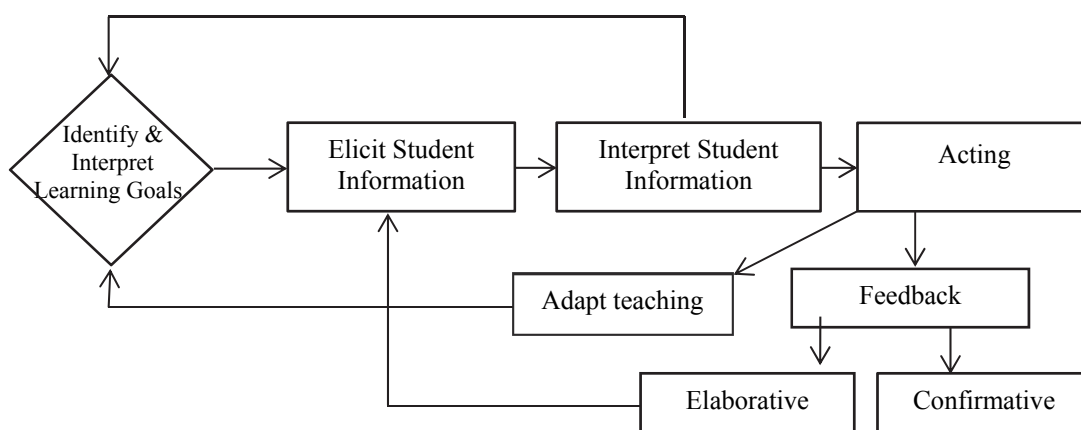 Identify &
Interpret
Learning Goals
Elicit Student
Information
Interpret Student
Information
Acting
Adapt teaching
Feedback
Elaborative
Confirmative